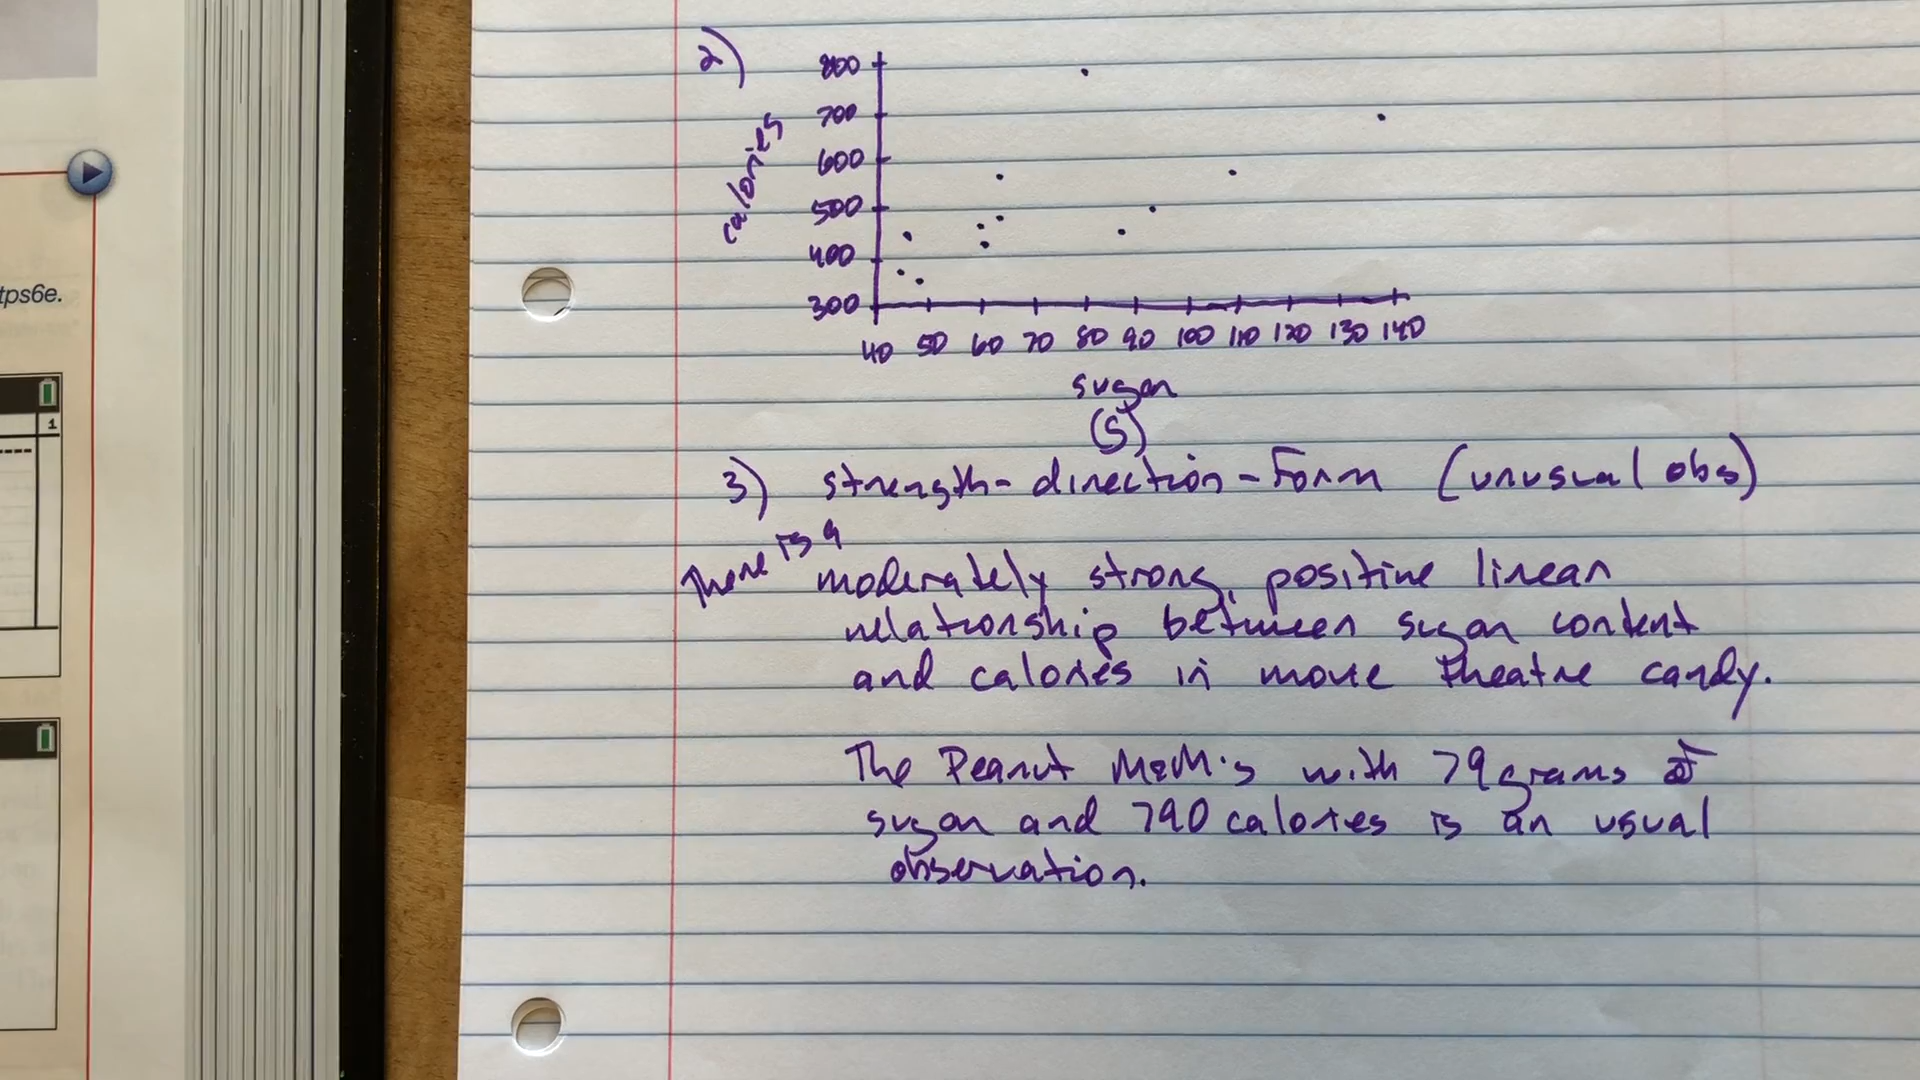 2)
800
700
600
500
400
300
calories
40 50 60 70 80 90 100 110 120 130 140
sugar
(g)
tps6e.
1
3) strength-direction-Form (unusual obs)
There is a
moderately strong, positive linear
relationship between sugar content
and calories in movie theatre candy.
The Peanut M&M's with 79 grams of
sugar and 790 calories is an usual
observation.